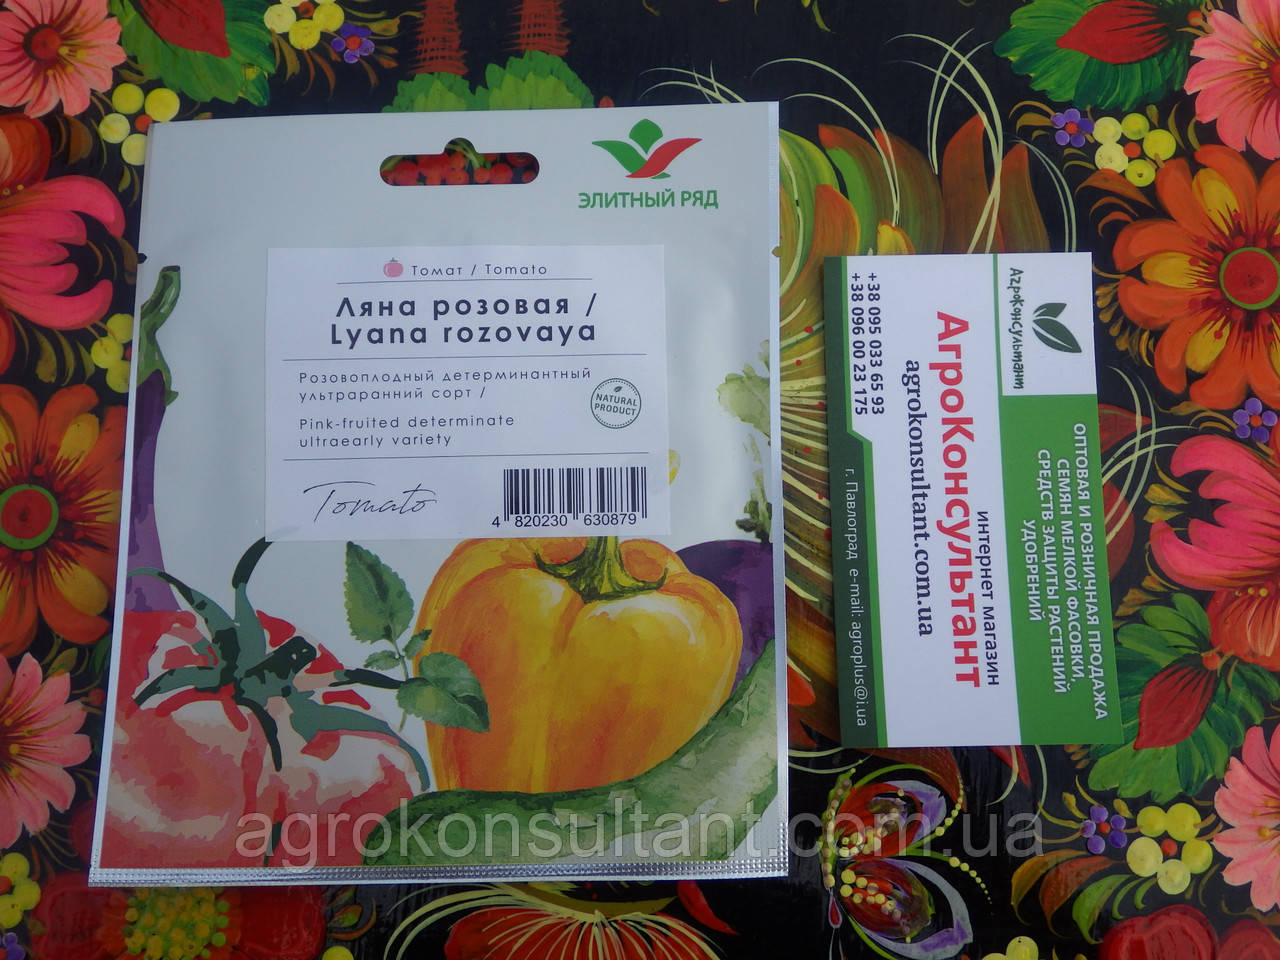 ЭЛИТНЫЙ РЯД
Томат / Tomato
Ляна розовая /
Lyana rozovaya
Розовоплодный детерминантный
ультраранний сорт /
Pink-fruited determinate
ultraearly variety
NATURAL
PRODUCT
Tomato
4 820230 630879
АгроКонсультант
ОПТОВАЯ И РОЗНИЧНАЯ ПРОДАЖА
СЕМЯН МЕЛКОЙ ФАСОВКИ,
СРЕДСТВ ЗАЩИТЫ РАСТЕНИЙ
УДОБРЕНИЙ
интернет магазин
АгроКонсультант
agrokonsultant.com.ua
+38 095 033 65 93
+38 096 00 23 175
г. Павлоград e-mail: agroplus@i.ua
agrokonsultant.com.ua